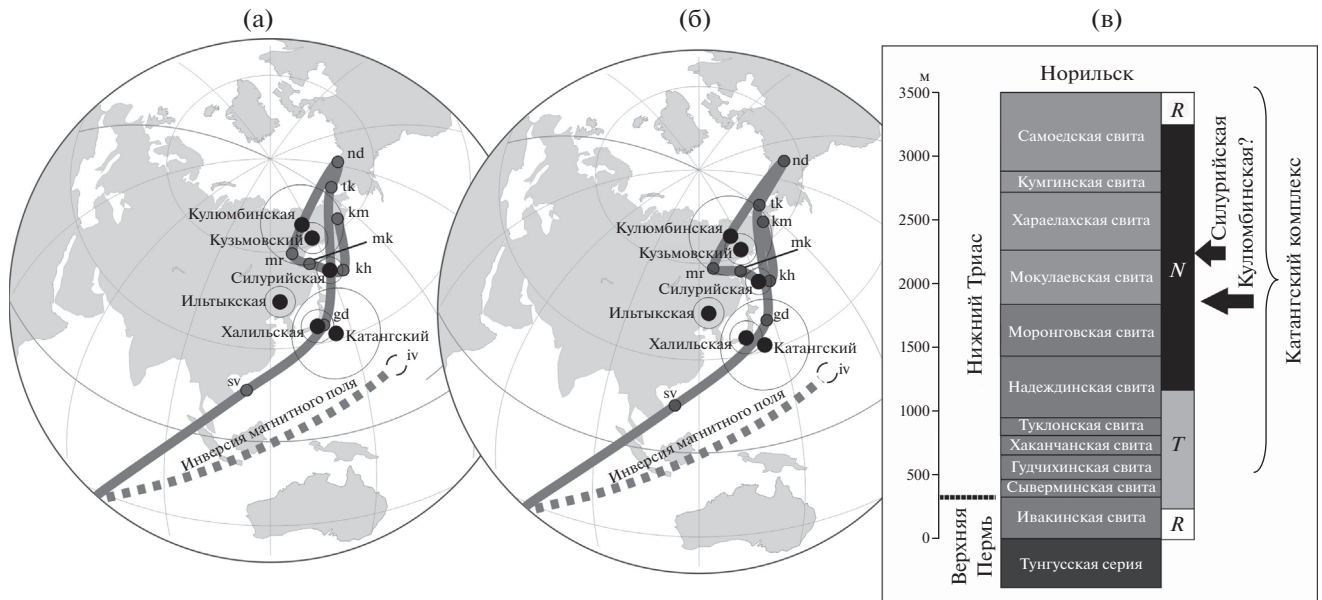 (а)
nd
tk
Кулюмбинская
km
Кузьмовский
mk
mr
kh
Силурийская
Ильтыкская
gd
Халильская
Катангский
iv
sv
Инверсия магнитного поля
(б)
nd
tk
Кулюмбинская
km
Кузьмовский
mk
mr
kh
Силурийская
Ильтыкская
gd
Халильская
Катангский
iv
sv
Инверсия магнитного поля
(в)
м
Норильск
3500
3000
2500
2000
1500
1000
500
0
Нижний Триас
Верхняя
Пермь
Самоедская свита
Кумгинская свита
Хараелахская свита
Мокулаевская свита
Моронговская свита
Надеждинская свита
Туклонская свита
Хаканчанская свита
Гудчихинская свита
Сыверминская свита
Ивакинская свита
Тунгусская серия
R
N
T
R
Силурийская
Кулюмбинская?
Катангский комплекс